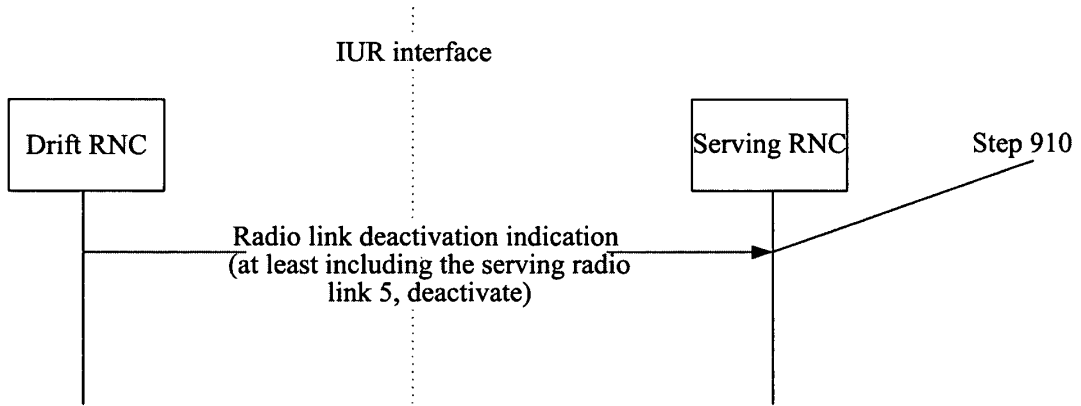 IUR interface
Drift RNC
Serving RNC
Step 910
Radio link deactivation indication
(at least including the serving radio
link 5, deactivate)